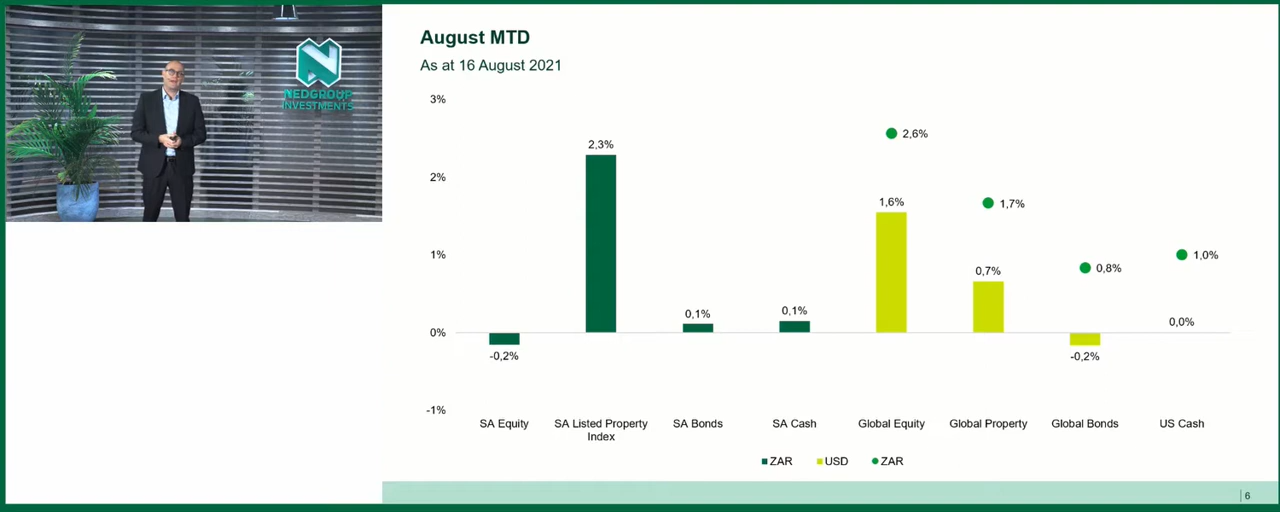 NEDGROUP
INVESTMENTS
August MTD
As at 16 August 2021
3%
2%
1%
0%
-1%
-0,2%
2,3%
0,1%
0,1%
1,6%
2,6%
0,7%
1,7%
-0,2%
0,8%
0,0%
1,0%
SA Equity
SA Listed Property
Index
SA Bonds
SA Cash
Global Equity
Global Property
Global Bonds
US Cash
ZAR
USD
ZAR
6